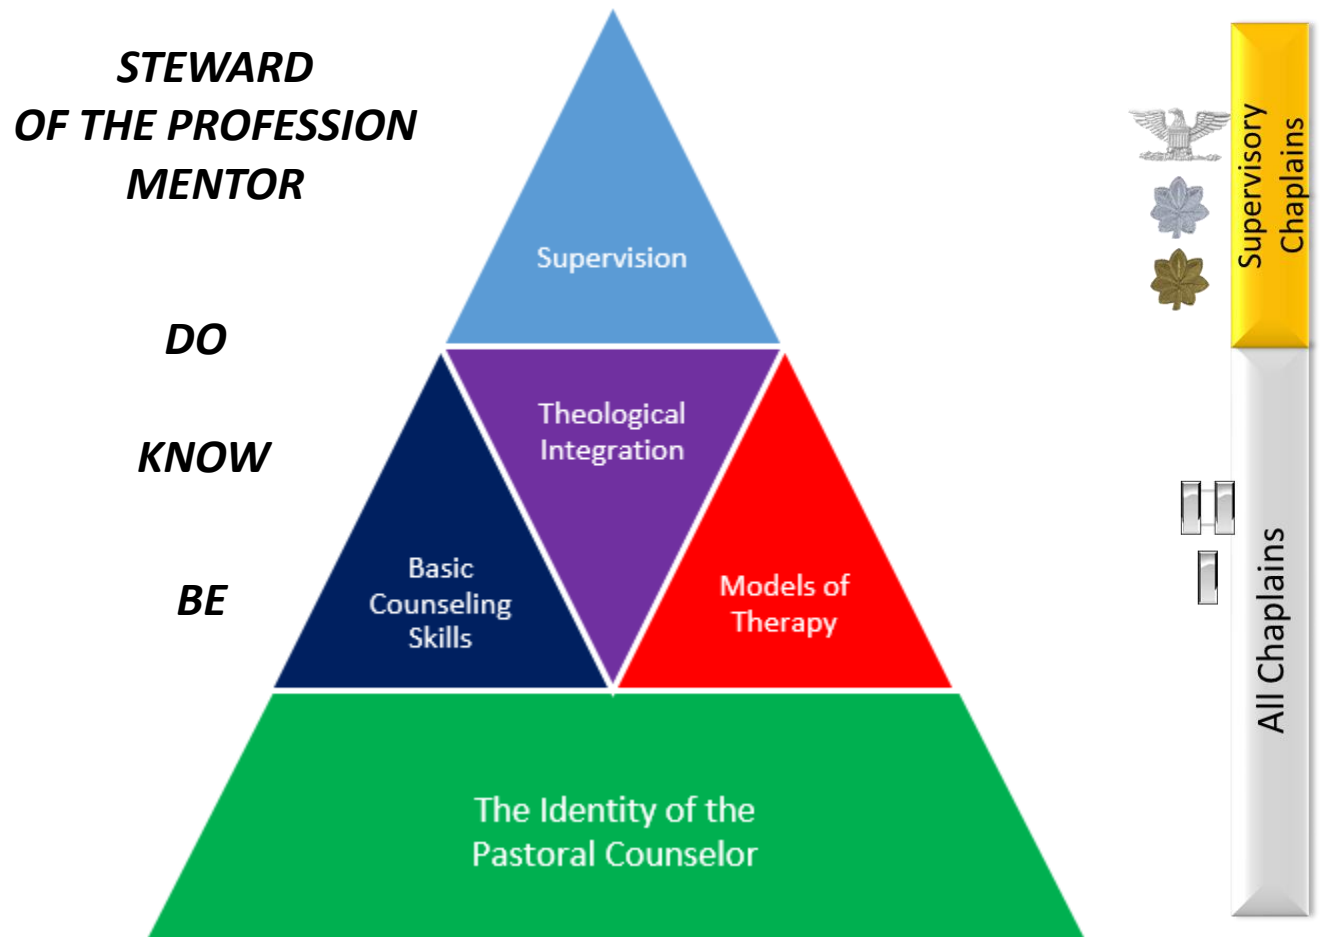 STEWARD
OF THE PROFESSION
MENTOR
DO
KNOW
BE
Supervision
Theological
Integration
Basic
Counseling
Skills
Models of
Therapy
The Identity of the
Pastoral Counselor
Supervisory
Chaplains
All Chaplains